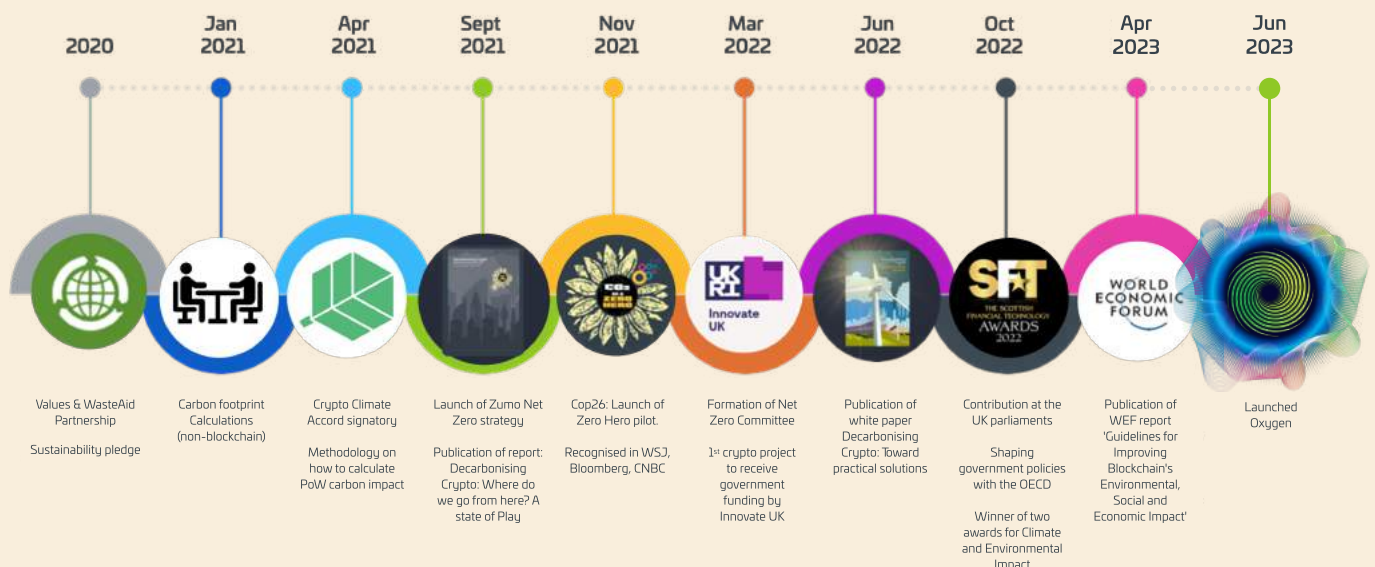 2020
Jan
2021
Apr
2021
Sept
2021
Nov
2021
Mar
2022
Jun
2022
Oct
2022
Apr
2023
Jun
2023
CO₂
ZERO
HERO
UK
RI
Innovate
UK
SFT
THE SCOTTISH
FINANCIAL TECHNOLOGY
AWARDS
2022
WORLD
ECONOMIC
FORUM
Values & WasteAid
Partnership
Sustainability pledge
Carbon footprint
Calculations
(non-blockchain)
Crypto Climate
Accord signatory
Methodology on
how to calculate
PoW carbon impact
Launch of Zumo Net
Zero strategy
Publication of report:
Decarbonising
Crypto: Where do
we go from here? A
state of Play
Cop26: Launch of
Zero Hero pilot.
Recognised in WSJ,
Bloomberg, CNBC
Formation of Net
Zero Committee
1st crypto project
to receive
government
funding by
Innovate UK
Publication of
white paper
Decarbonising
Crypto: Toward
practical solutions
Contribution at the
UK parliaments
Shaping
government policies
with the OECD
Winner of two
awards for Climate
and Environmental
Impact
Publication of
WEF report
'Guidelines for
Improving
Blockchain's
Environmental,
Social and
Economic Impact'
Launched
Oxygen